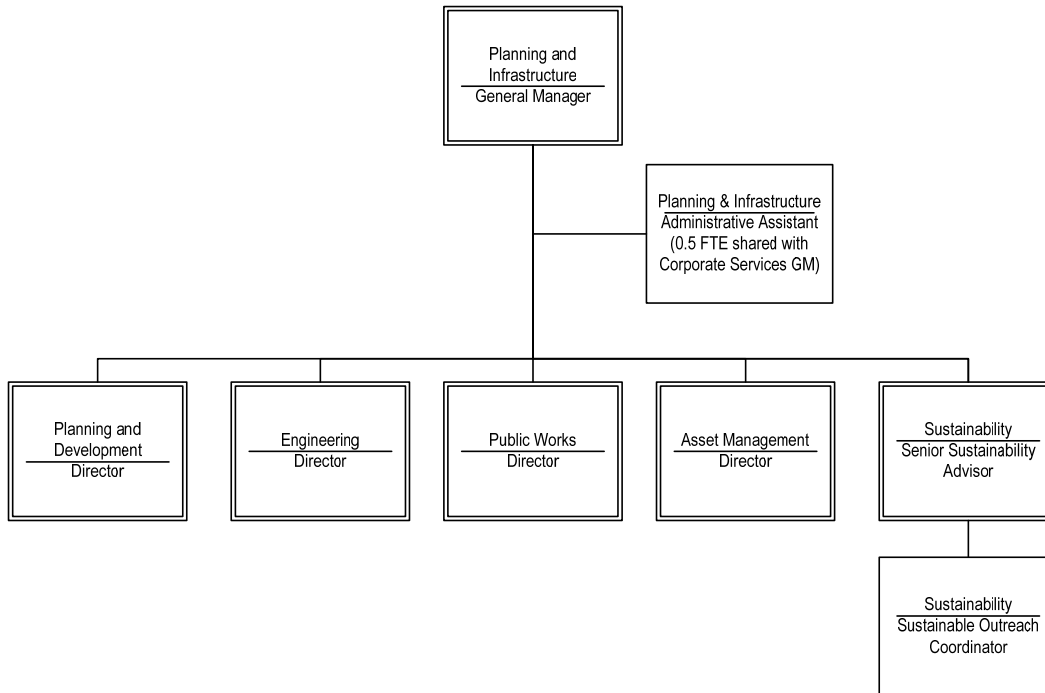 Planning and
Infrastructure
General Manager
Planning & Infrastructure
Administrative Assistant
(0.5 FTE shared with
Corporate Services GM)
Planning and
Development
Director
Engineering
Director
Public Works
Director
Asset Management
Director
Sustainability
Senior Sustainability
Advisor
Sustainability
Sustainable Outreach
Coordinator